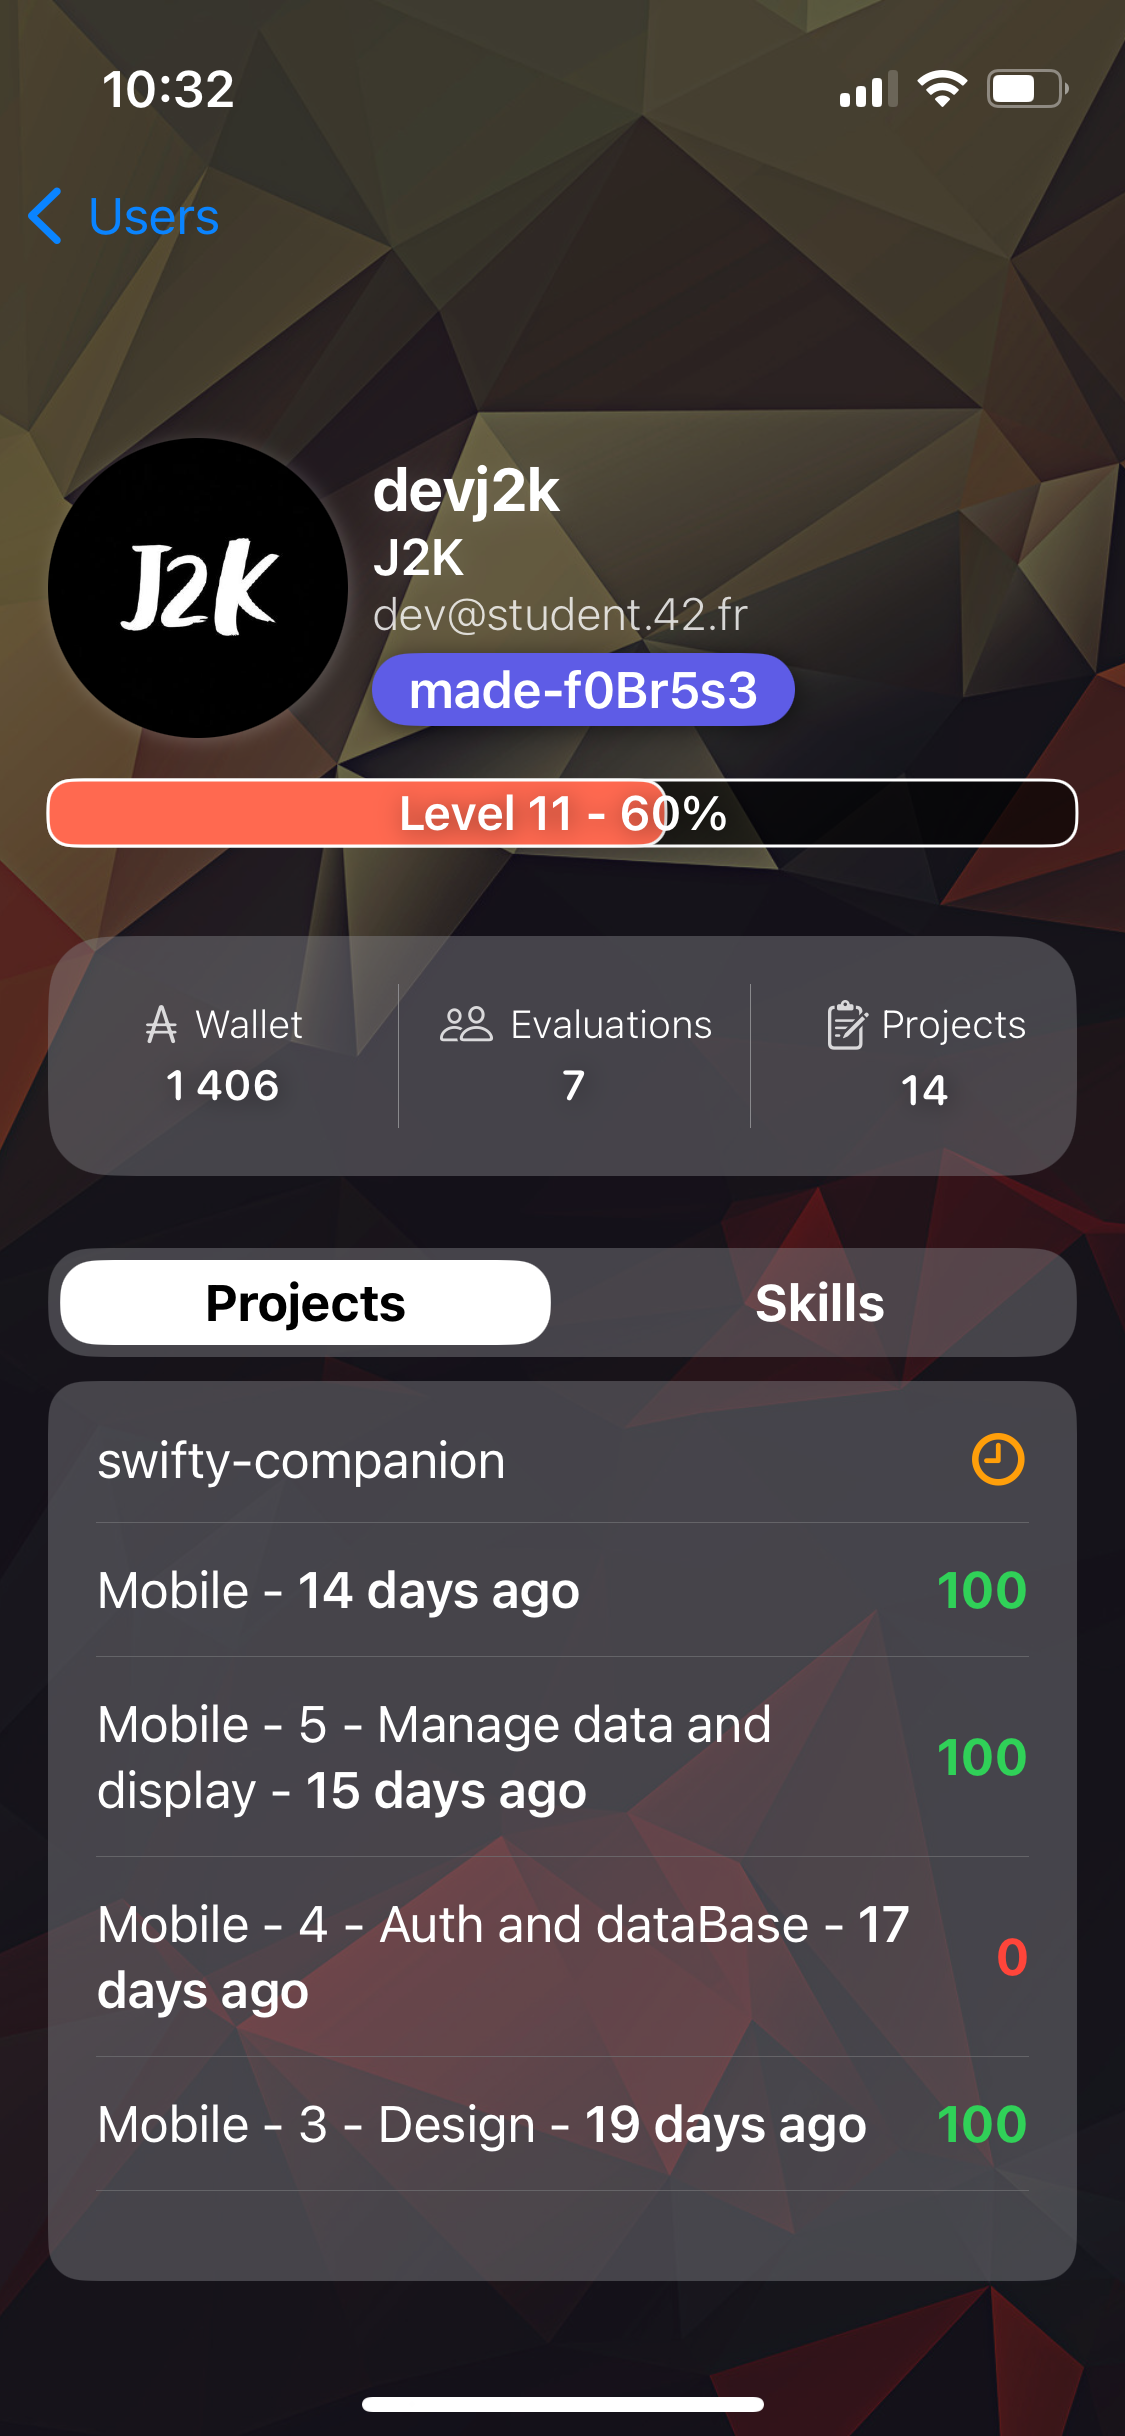 10:32
Users
J2K
devj2k
J2K
dev@student.42.fr
made-f0Br5s3
Level 11 - 60%
Wallet
1 406
Evaluations
7
Projects
14
Projects
Skills
swifty-companion
Mobile - 14 days ago
100
Mobile - 5 - Manage data and
display - 15 days ago
100
Mobile - 4 - Auth and dataBase - 17
days ago
0
Mobile - 3 - Design - 19 days ago
100